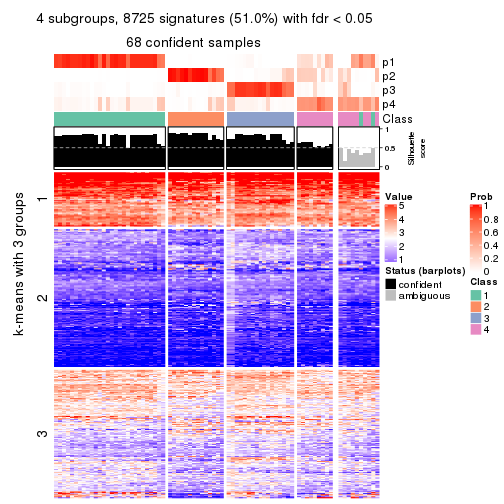 4 subgroups, 8725 signatures (51.0%) with fdr < 0.05
68 confident samples
p1
p2
p3
p4
Class
1
0.5
0
Silhouette
score
k-means with 3 groups
1
2
3
Value
5
4
3
2
1
Prob
1
0.8
0.6
0.4
0.2
0
Status (barplots)
confident
ambiguous
Class
1
2
3
4